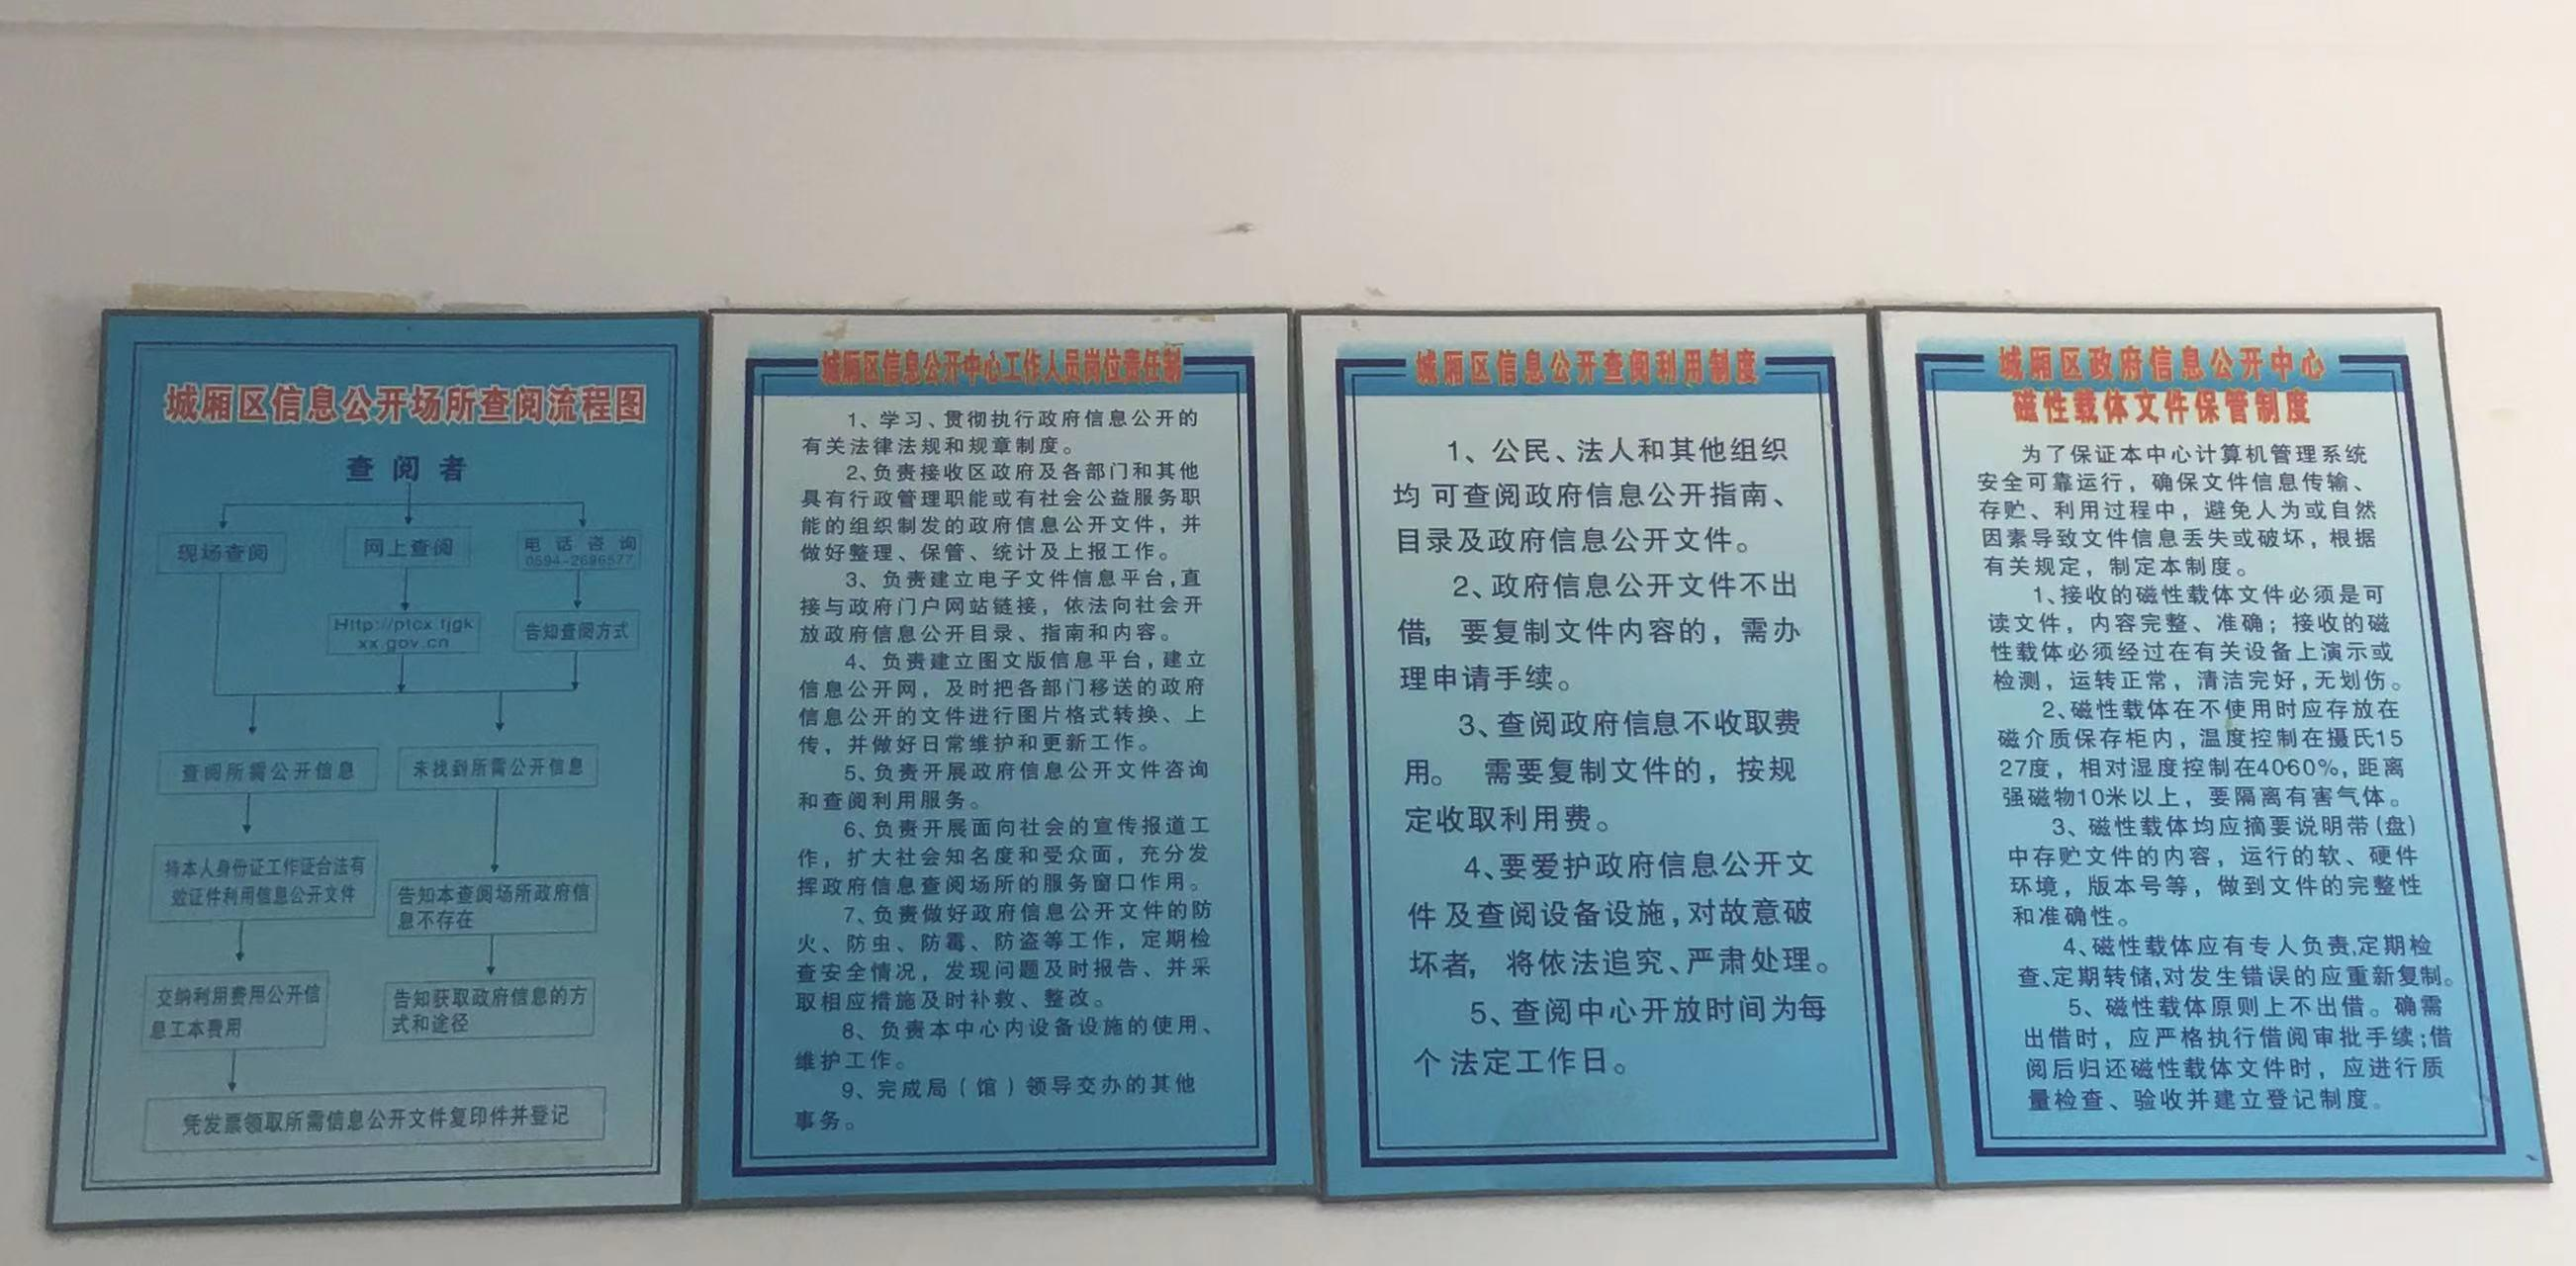 城厢区信息公开场所查阅流程图
查阅者
现场查阅
网上查阅
电话咨询
0594-2696577
Http://ptcx.fjgk
xx.gov.cn
告知查阅方式
查阅所需公开信息
未找到所需公开信息
持本人身份证工作证合法有
效证件利用信息公开文件
告知本查阅场所政府信
息不存在
交纳利用费用公开信
息工本费用
告知获取政府信息的方
式和途径
凭发票领取所需信息公开文件复印件并登记
城厢区信息公开中心工作人员岗位责任制
1、学习、贯彻执行政府信息公开的
有关法律法规和规章制度。
2、负责接收区政府及各部门和其他
具有行政管理职能或有社会公益服务职
能的组织制发的政府信息公开文件，并
做好整理、保管、统计及上报工作。
3、负责建立电子文件信息平台，直
接与政府门户网站链接，依法向社会开
放政府信息公开目录、指南和内容。
4、负责建立图文版信息平台，建立
信息公开网，及时把各部门移送的政府
信息公开的文件进行图片格式转换、上
传，并做好日常维护和更新工作。
5、负责开展政府信息公开文件咨询
和查阅利用服务。
6、负责开展面向社会的宣传报道工
作，扩大社会知名度和受众面，充分发
挥政府信息查阅场所的服务窗口作用。
7、负责做好政府信息公开文件的防
火、防虫、防霉、防盗等工作，定期检
查安全情况，发现问题及时报告、并采
取相应措施及时补救、整改。
8、负责本中心内设备设施的使用、
维护工作。
9、完成局（馆）领导交办的其他
事务。
城厢区信息公开查阅利用制度
1、公民、法人和其他组织
均可查阅政府信息公开指南、
目录及政府信息公开文件。
2、政府信息公开文件不出
借，要复制文件内容的，需办
理申请手续。
3、查阅政府信息不收取费
用。需要复制文件的，按规
定收取利用费。
4、要爱护政府信息公开文
件及查阅设备设施，对故意破
坏者，将依法追究、严肃处理。
5、查阅中心开放时间为每
个法定工作日。
城厢区政府信息公开中心
磁性载体文件保管制度
为了保证本中心计算机管理系统
安全可靠运行，确保文件信息传输、
存贮、利用过程中，避免人为或自然
因素导致文件信息丢失或破坏，根据
有关规定，制定本制度。
1、接收的磁性载体文件必须是可
读文件，内容完整、准确；接收的磁
性载体必须经过在有关设备上演示或
检测，运转正常，清洁完好，无划伤。
2、磁性载体在不使用时应存放在
磁介质保存柜内，温度控制在摄氏15
27度，相对湿度控制在4060%，距离
强磁物10米以上，要隔离有害气体。
3、磁性载体均应摘要说明带(盘)
中存贮文件的内容，运行的软、硬件
环境，版本号等，做到文件的完整性
和准确性。
4、磁性载体应有专人负责，定期检
查、定期转储，对发生错误的应重新复制。
5、磁性载体原则上不出借。确需
出借时，应严格执行借阅审批手续；借
阅后归还磁性载体文件时，应进行质
量检查、验收并建立登记制度。